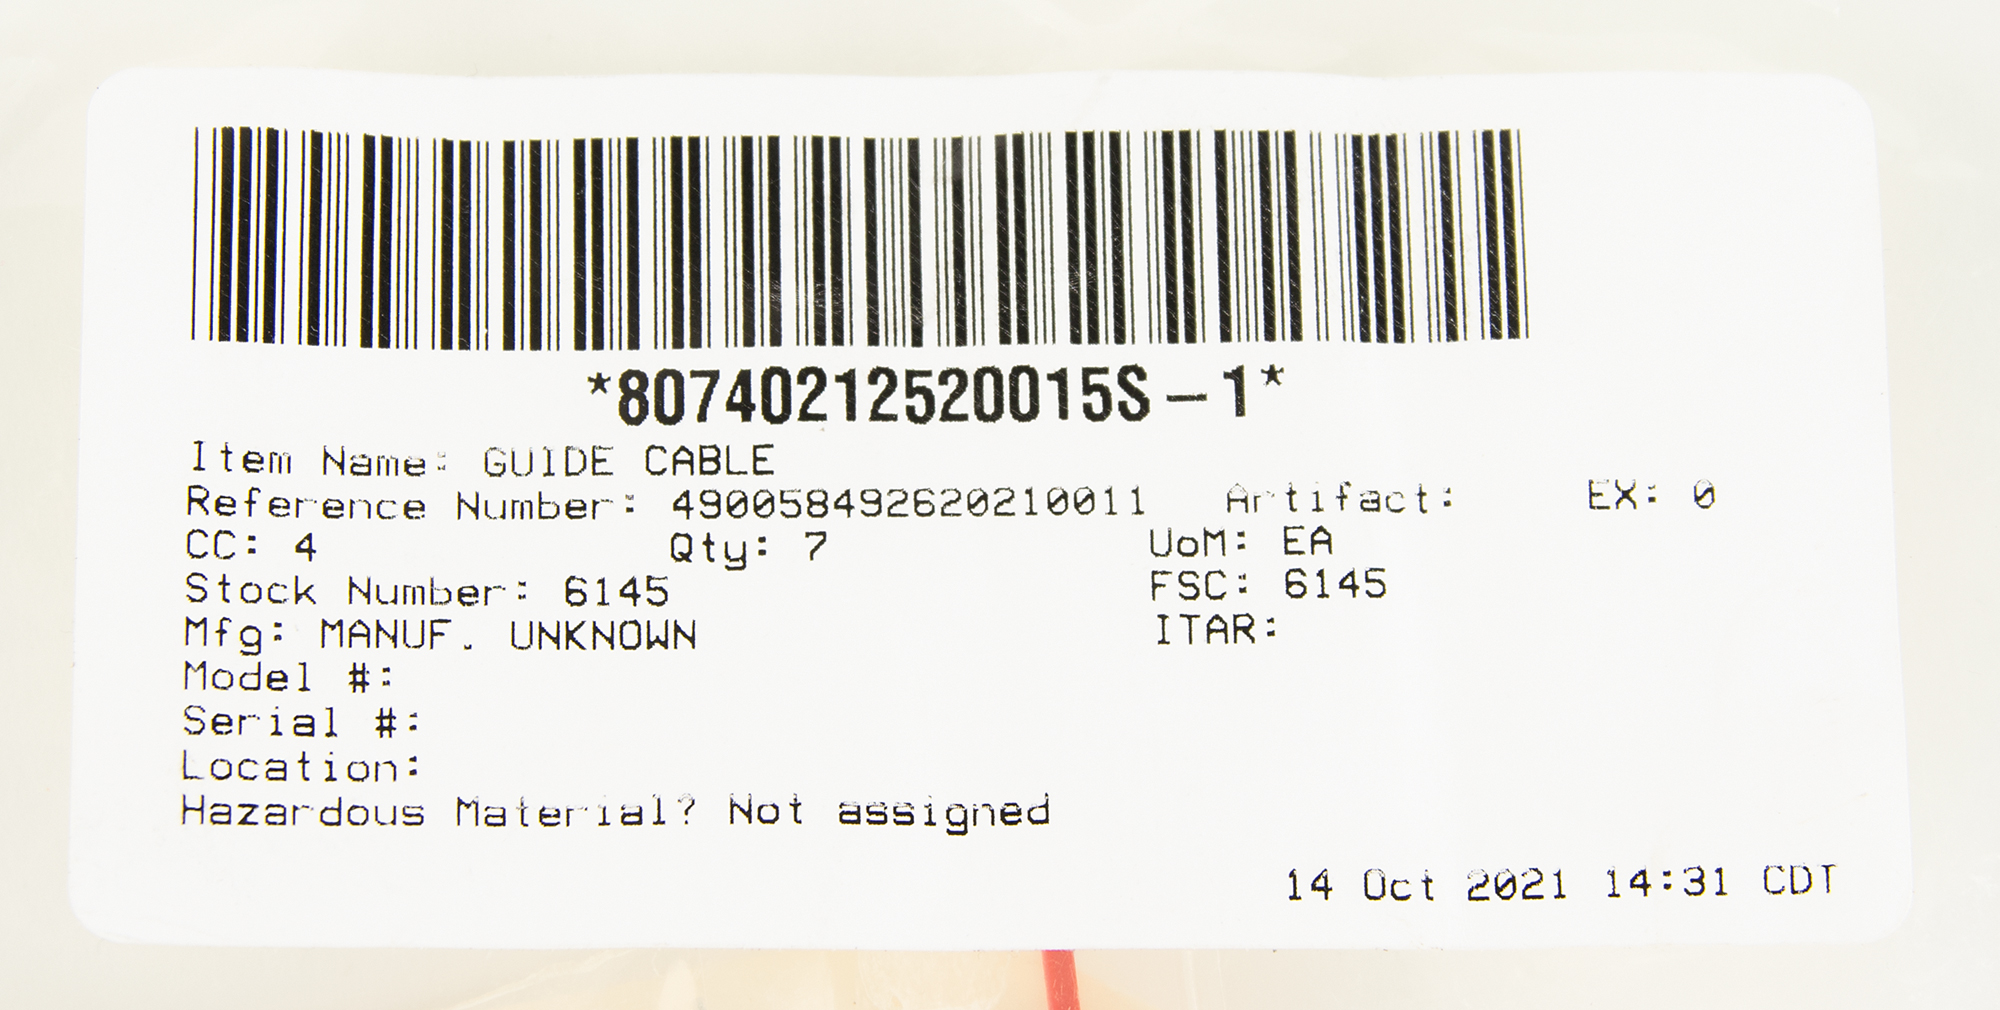 *80740212520015S-1*
Item Name: GUIDE CABLE
Reference Number: 490058492620210011 Artifact: EX: 0
CC: 4 Qty: 7 UoM: EA
Stock Number: 6145 FSC: 6145
Mfg: MANUF. UNKNOWN ITAR:
Model #:
Serial #:
Location:
Hazardous Material? Not assigned
14 Oct 2021 14:31 CDT